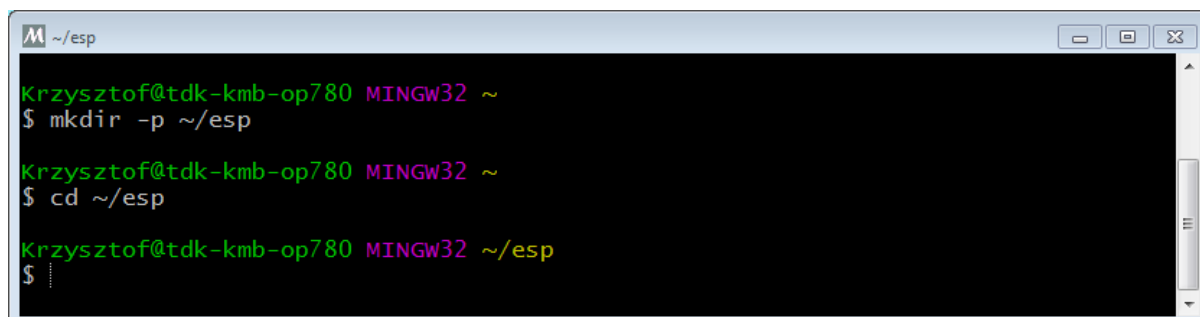 ~/esp
Krzysztof@tdk-kmb-op780 MINGW32 ~
$ mkdir -p ~/esp
Krzysztof@tdk-kmb-op780 MINGW32 ~
$ cd ~/esp
Krzysztof@tdk-kmb-op780 MINGW32 ~/esp
$